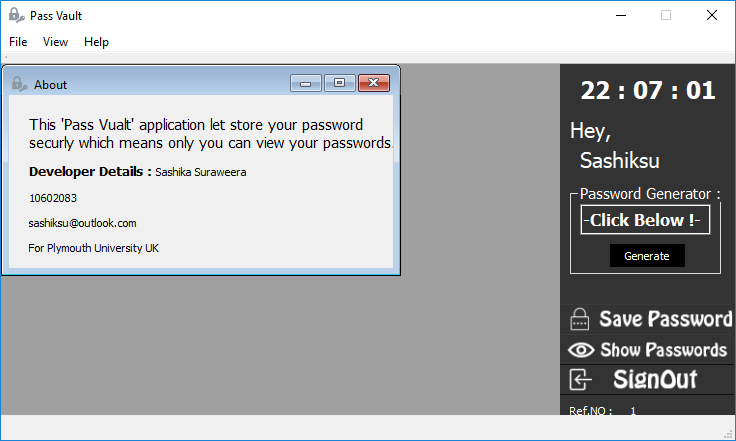 Pass Vault
File View Help
About
This 'Pass Vualt' application let store your password
securly which means only you can view your passwords.
Developer Details : Sashika Suraweera
10602083
sashiksu@outlook.com
For Plymouth University UK
22 : 07 : 01
Hey,
Sashiksu
Password Generator :
-Click Below !-
Generate
Save Password
Show Passwords
SignOut
Ref.NO : 1